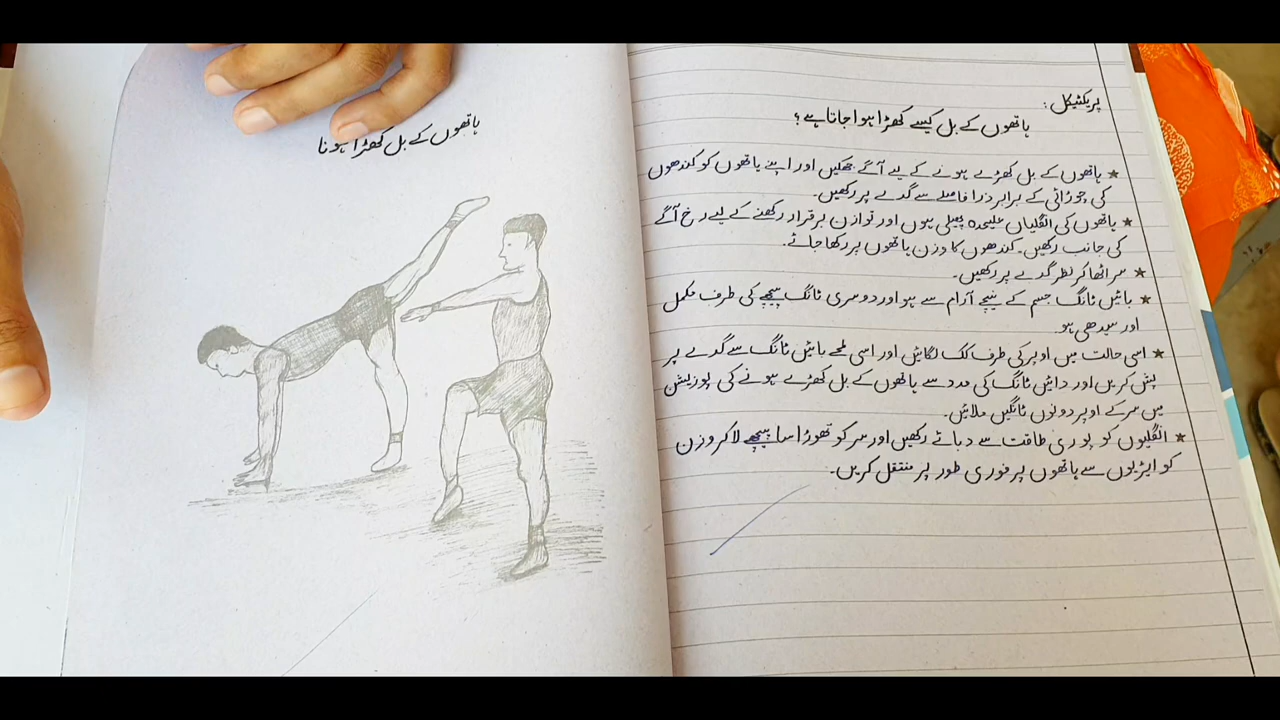 ہاتھوں کے بل کھڑا ہونا
پریکٹیکل:
ہاتھوں کے بل کیسے کھڑا ہوا جاتا ہے؟
★ ہاتھوں کے بل کھڑے ہونے کے لیے آگے جھکیں اور اپنے ہاتھوں کو کندھوں
کی چوڑائی کے برابر ذرا فاصلے سے گدے پر رکھیں۔
★ ہاتھوں کی انگلیاں علیحدہ پھیلی ہوں اور توازن برقرار رکھنے کے لیے رخ آگے
کی جانب رکھیں۔ کندھوں کا وزن ہاتھوں پر رکھا جائے۔
★ سر اٹھا کر نظر گدے پر رکھیں۔
★ بائیں ٹانگ جسم کے نیچے آرام سے ہو اور دوسری ٹانگ پیچھے کی طرف مکمل
اور سیدھی ہو۔
★ اسی حالت میں اوپر کی طرف کک لگائیں اور اسی لمحے بائیں ٹانگ سے گدے پر
پش کریں اور دائیں ٹانگ کی مدد سے ہاتھوں کے بل کھڑے ہونے کی پوزیشن
میں سر کے اوپر دونوں ٹانگیں ملائیں۔
★ انگلیوں کو پوری طاقت سے دبائے رکھیں اور سر کو تھوڑا سا پیچھے لا کر وزن
کو ایڑیوں سے ہاتھوں پر فوری طور پر منتقل کریں۔